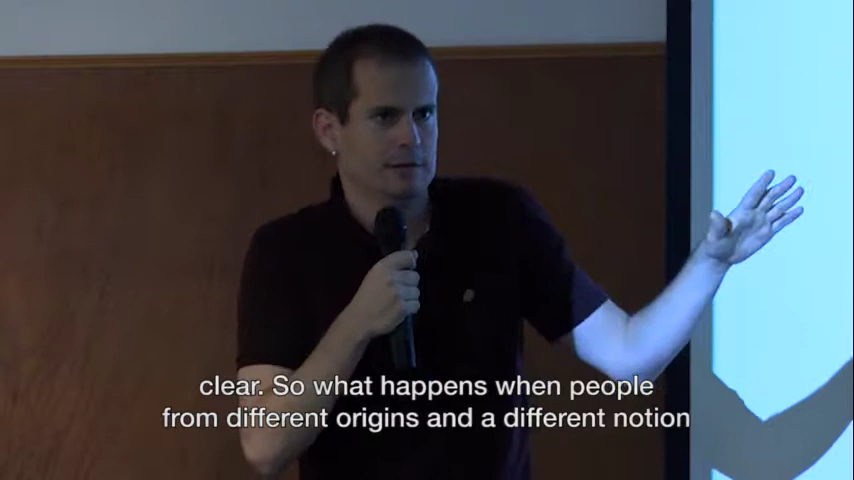 clear. So what happens when people
from different origins and a different notion